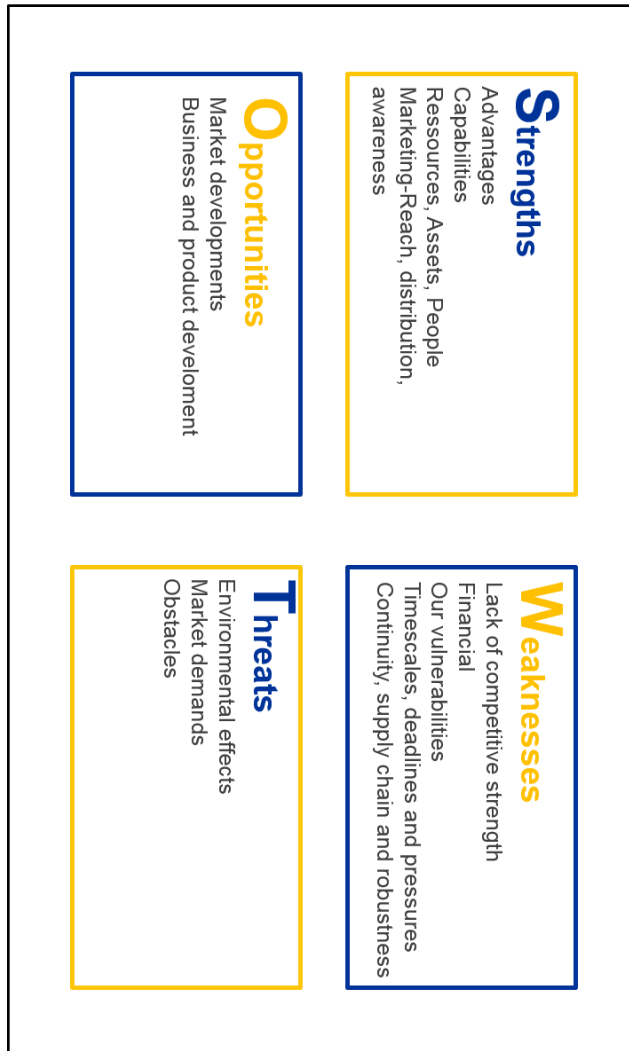 Strengths
Advantages
Capabilities
Ressources, Assets, People
Marketing-Reach, distribution,
awareness
Weaknesses
Lack of competitive strength
Financial
Our vulnerabilities
Timescales, deadlines and pressures
Continuity, supply chain and robustness
Opportunities
Market developments
Business and product develoment
Threats
Environmental effects
Market demands
Obstacles